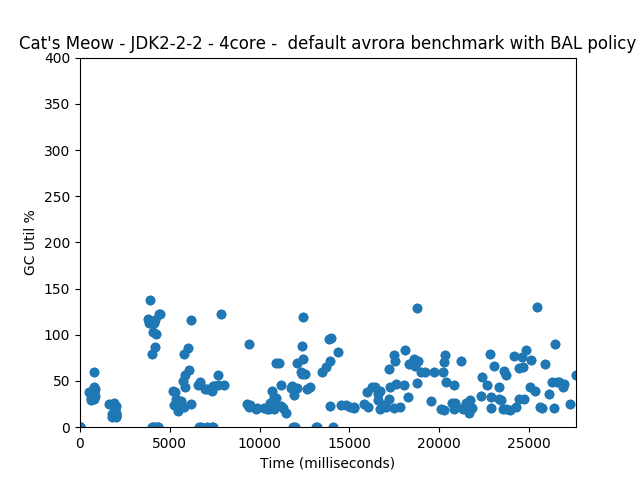 Cat's Meow - JDK2-2-2 - 4core -  default avrora benchmark with BAL policy
400
350
300
250
200
150
100
50
0
GC Util %
0 5000 10000 15000 20000 25000
Time (milliseconds)